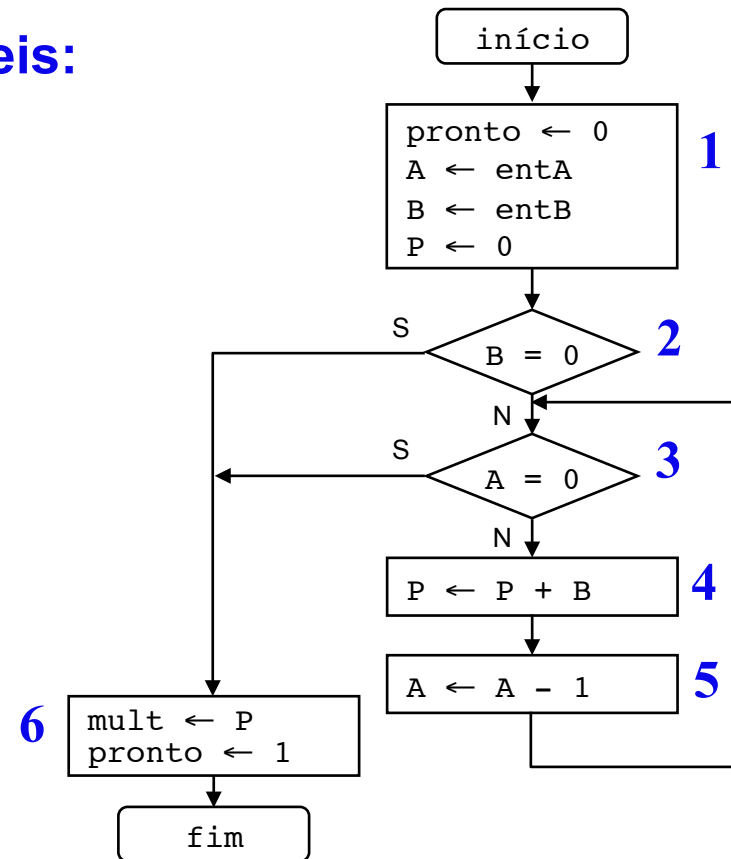 eis:
início
pronto ← 0
A ← entA
B ← entB
P ← 0
1
S
B = 0
2
N
S
A = 0
3
N
P ← P + B
4
A ← A - 1
5
6
mult ← P
pronto ← 1
fim